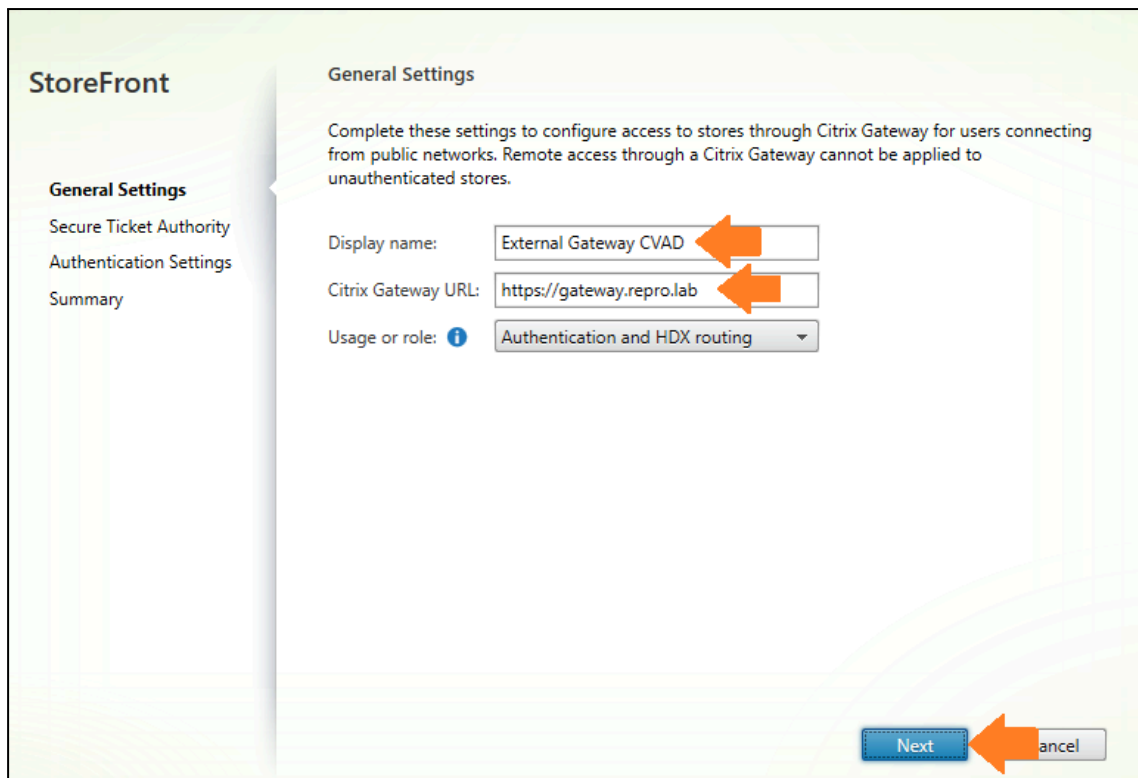 StoreFront
General Settings
Secure Ticket Authority
Authentication Settings
Summary
General Settings
Complete these settings to configure access to stores through Citrix Gateway for users connecting
from public networks. Remote access through a Citrix Gateway cannot be applied to
unauthenticated stores.
Display name: External Gateway CVAD
Citrix Gateway URL: https://gateway.repro.lab
Usage or role: Authentication and HDX routing
Next